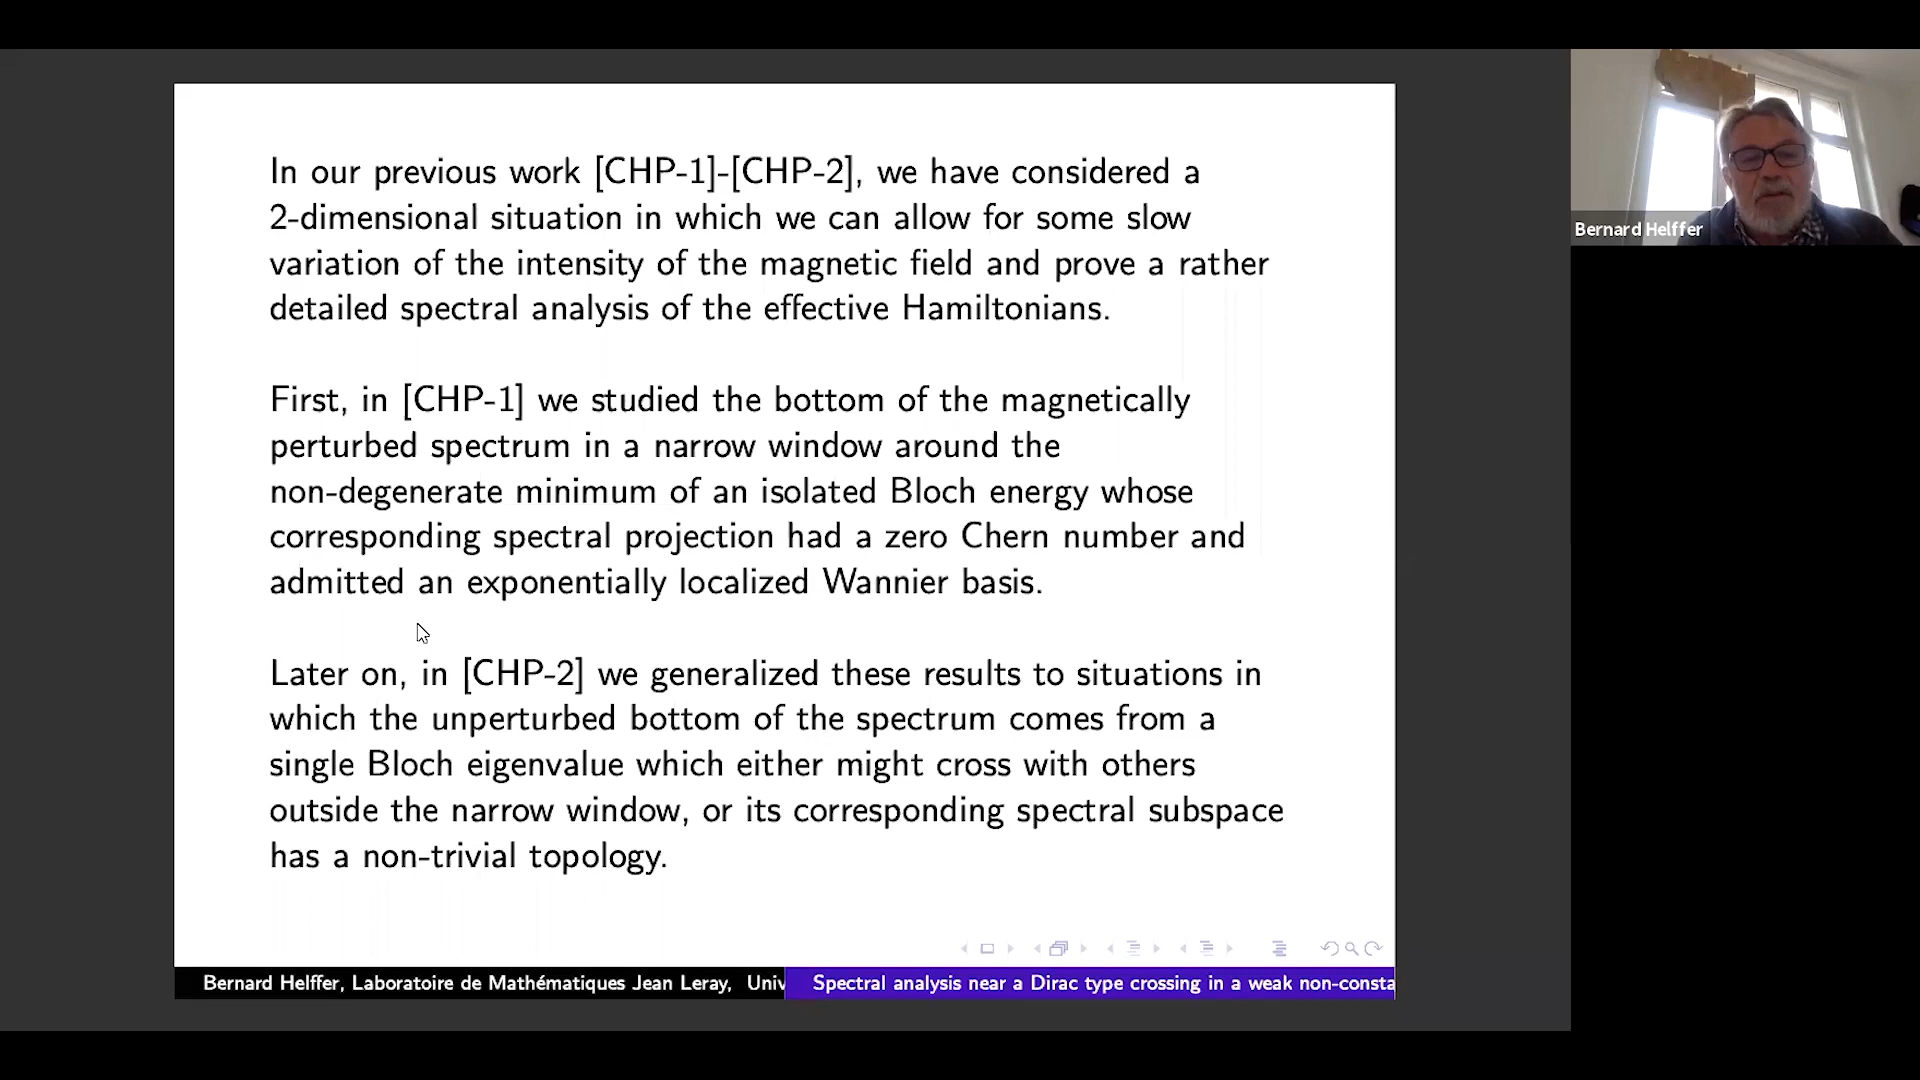 In our previous work [CHP-1]-[CHP-2], we have considered a
2-dimensional situation in which we can allow for some slow
variation of the intensity of the magnetic field and prove a rather
detailed spectral analysis of the effective Hamiltonians.
First, in [CHP-1] we studied the bottom of the magnetically
perturbed spectrum in a narrow window around the
non-degenerate minimum of an isolated Bloch energy whose
corresponding spectral projection had a zero Chern number and
admitted an exponentially localized Wannier basis.
Later on, in [CHP-2] we generalized these results to situations in
which the unperturbed bottom of the spectrum comes from a
single Bloch eigenvalue which either might cross with others
outside the narrow window, or its corresponding spectral subspace
has a non-trivial topology.
Bernard Helffer, Laboratoire de Mathématiques Jean Leray, Univ
Spectral analysis near a Dirac type crossing in a weak non-consta
Bernard Helffer